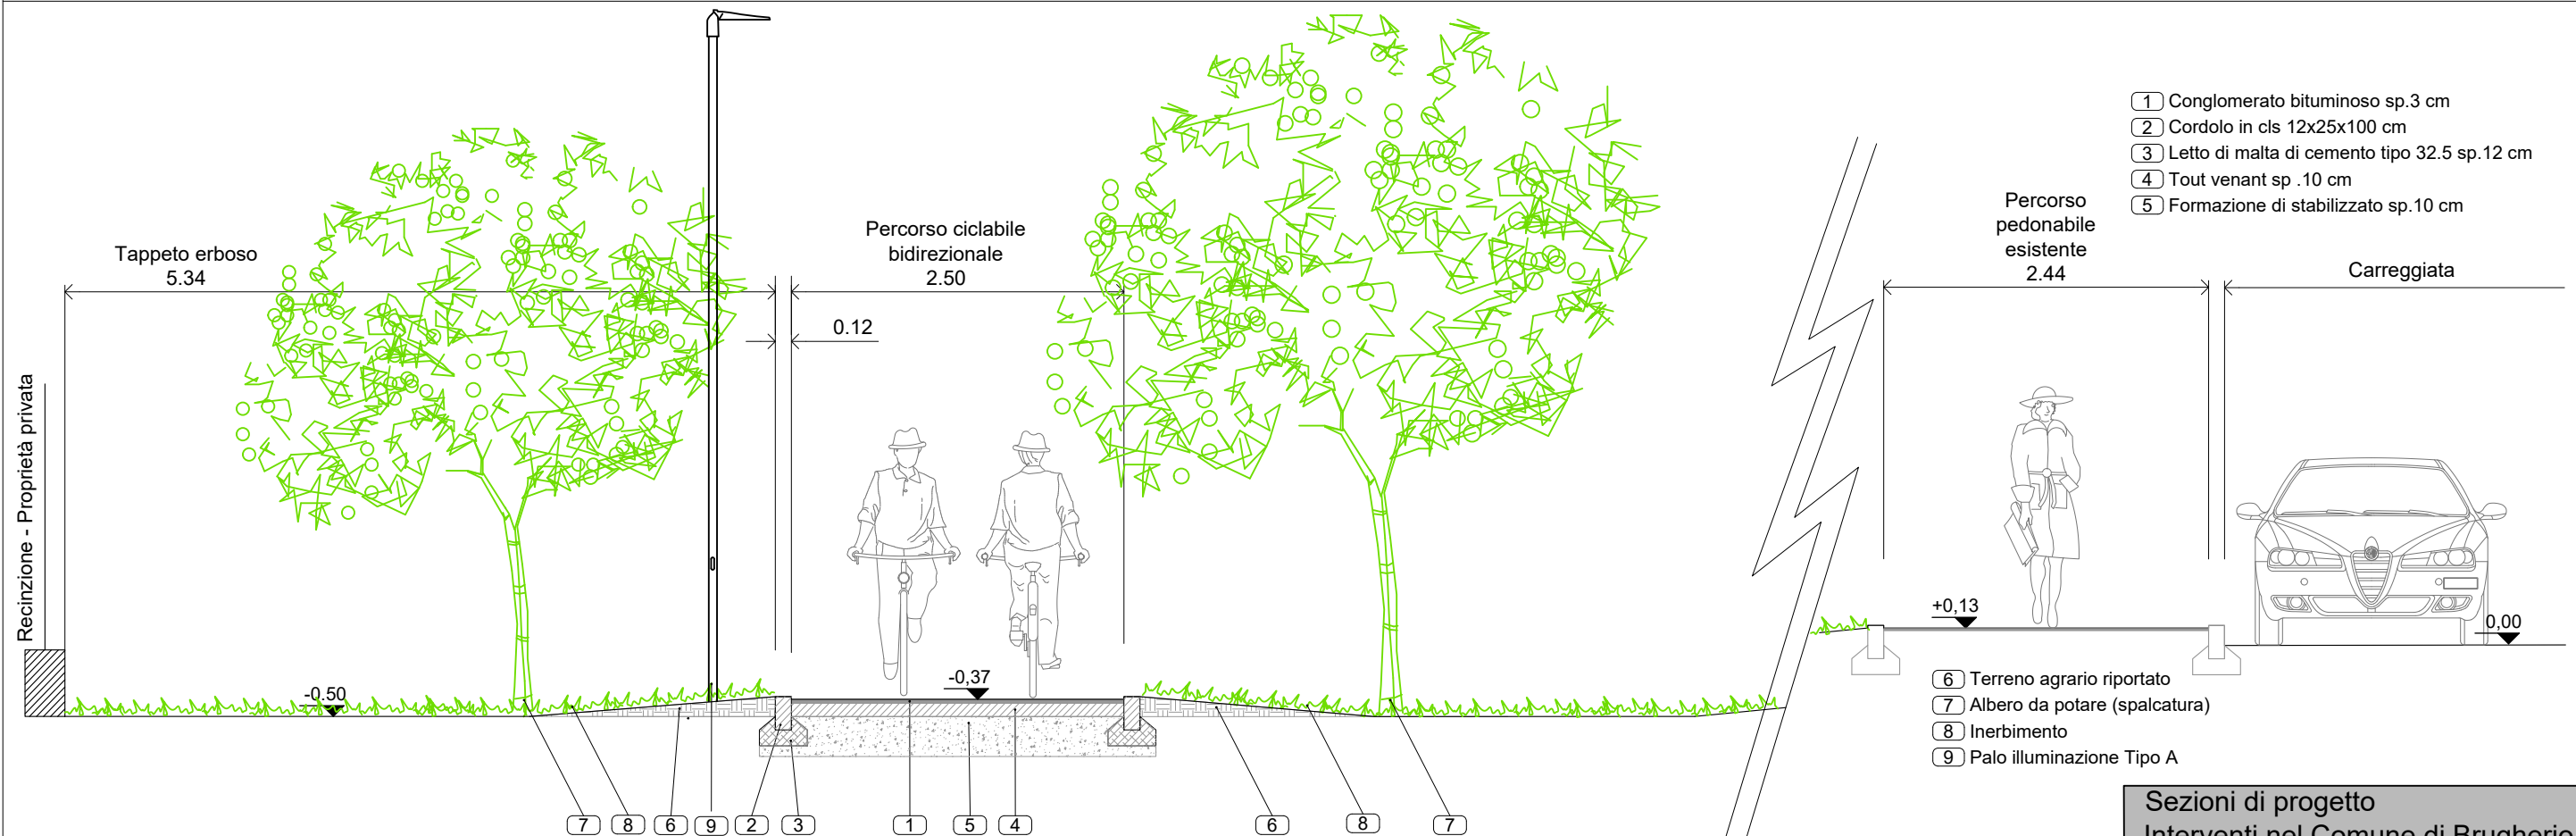 1 Conglomerato bituminoso sp.3 cm
2 Cordolo in cls 12x25x100 cm
3 Letto di malta di cemento tipo 32.5 sp.12 cm
4 Tout venant sp .10 cm
5 Formazione di stabilizzato sp.10 cm
Tappeto erboso
5.34
Percorso ciclabile
bidirezionale
2.50
0.12
Percorso
pedonabile
esistente
2.44
Carreggiata
Recinzione - Proprietà privata
-0.50
-0,37
+0,13
0,00
6 Terreno agrario riportato
7 Albero da potare (spalcatura)
8 Inerbimento
9 Palo illuminazione Tipo A
7 8 6 9 2 3 1 5 4 6 8 7
Sezioni di progetto
Interventi nel Comune di Brugherio